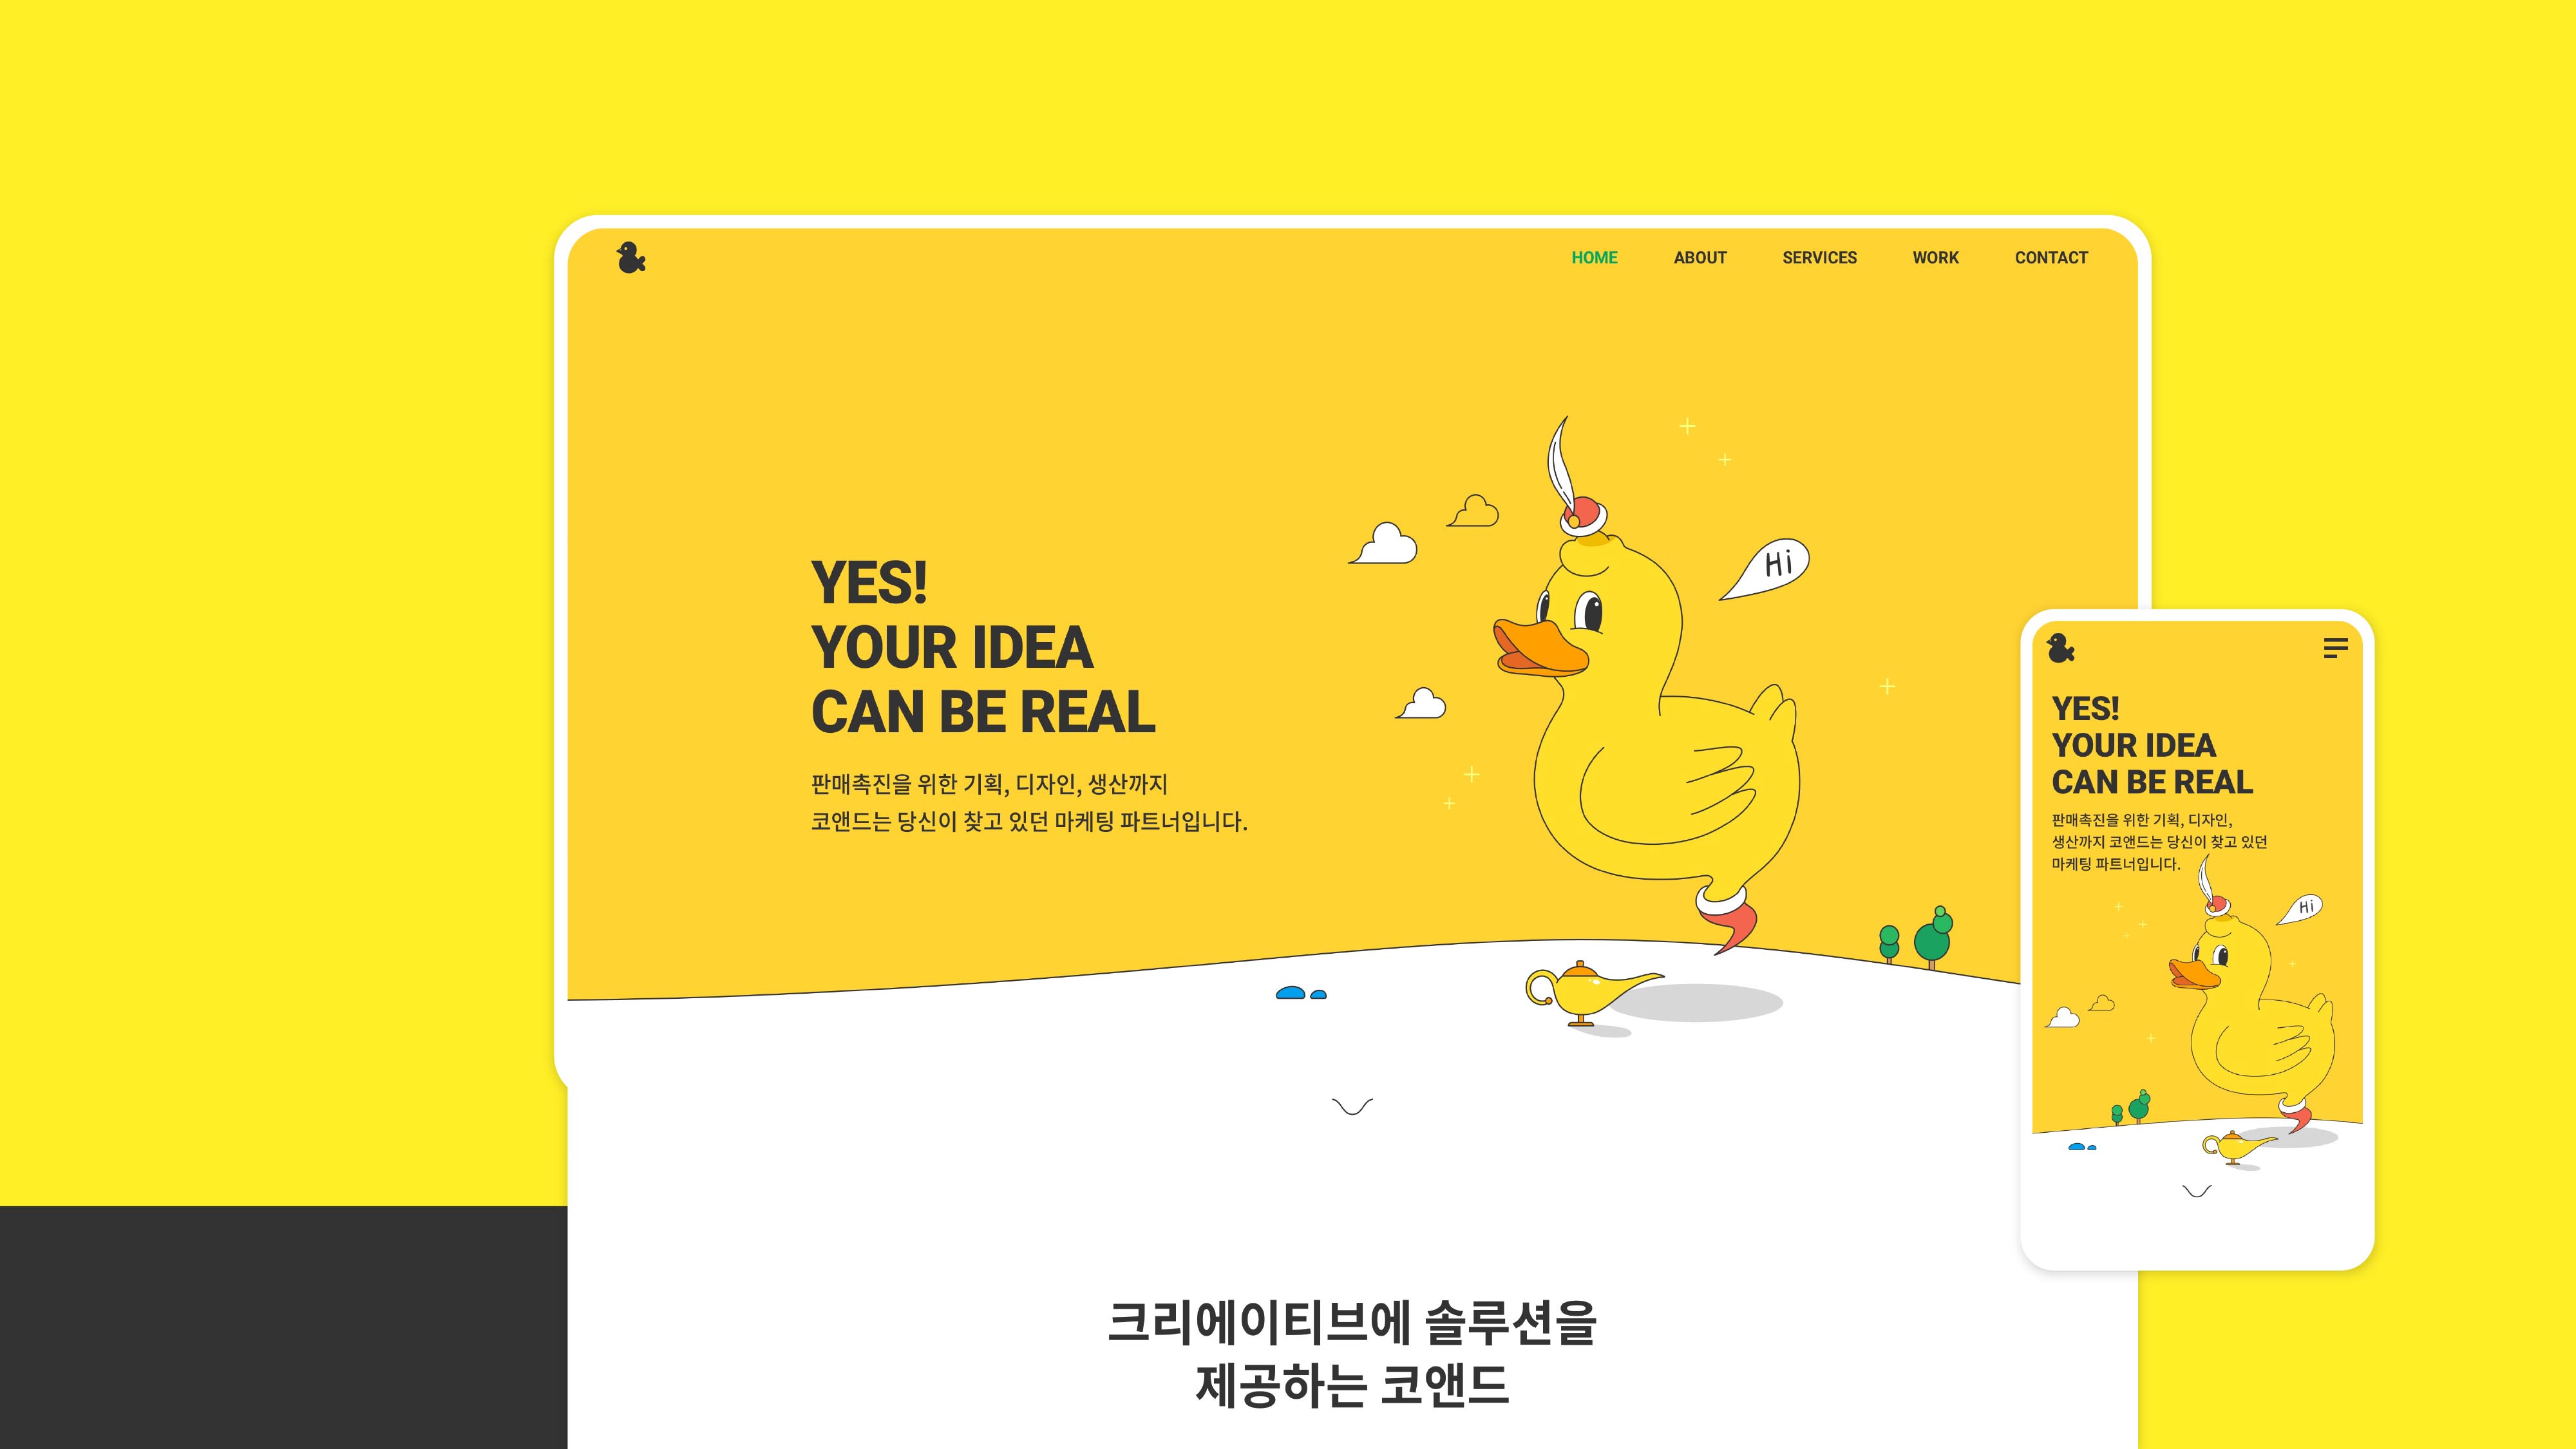 HOME ABOUT SERVICES WORK CONTACT
Hi
YES!
YOUR IDEA
CAN BE REAL
판매촉진을 위한 기획, 디자인, 생산까지
코앤드는 당신이 찾고 있던 마케팅 파트너입니다.
YES!
YOUR IDEA
CAN BE REAL
판매촉진을 위한 기획, 디자인,
생산까지 코앤드는 당신이 찾고 있던
마케팅 파트너입니다.
Hi
크리에이티브에 솔루션을
제공하는 코앤드